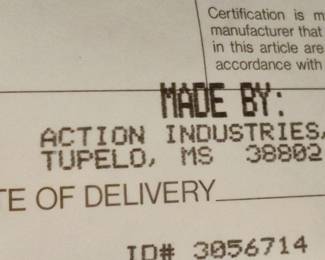 Certification is m
manufacturer that
in this article are
accordance with
MADE BY:
ACTION INDUSTRIES,
TUPELO, MS 38802
TE OF DELIVERY
ID# 3056714